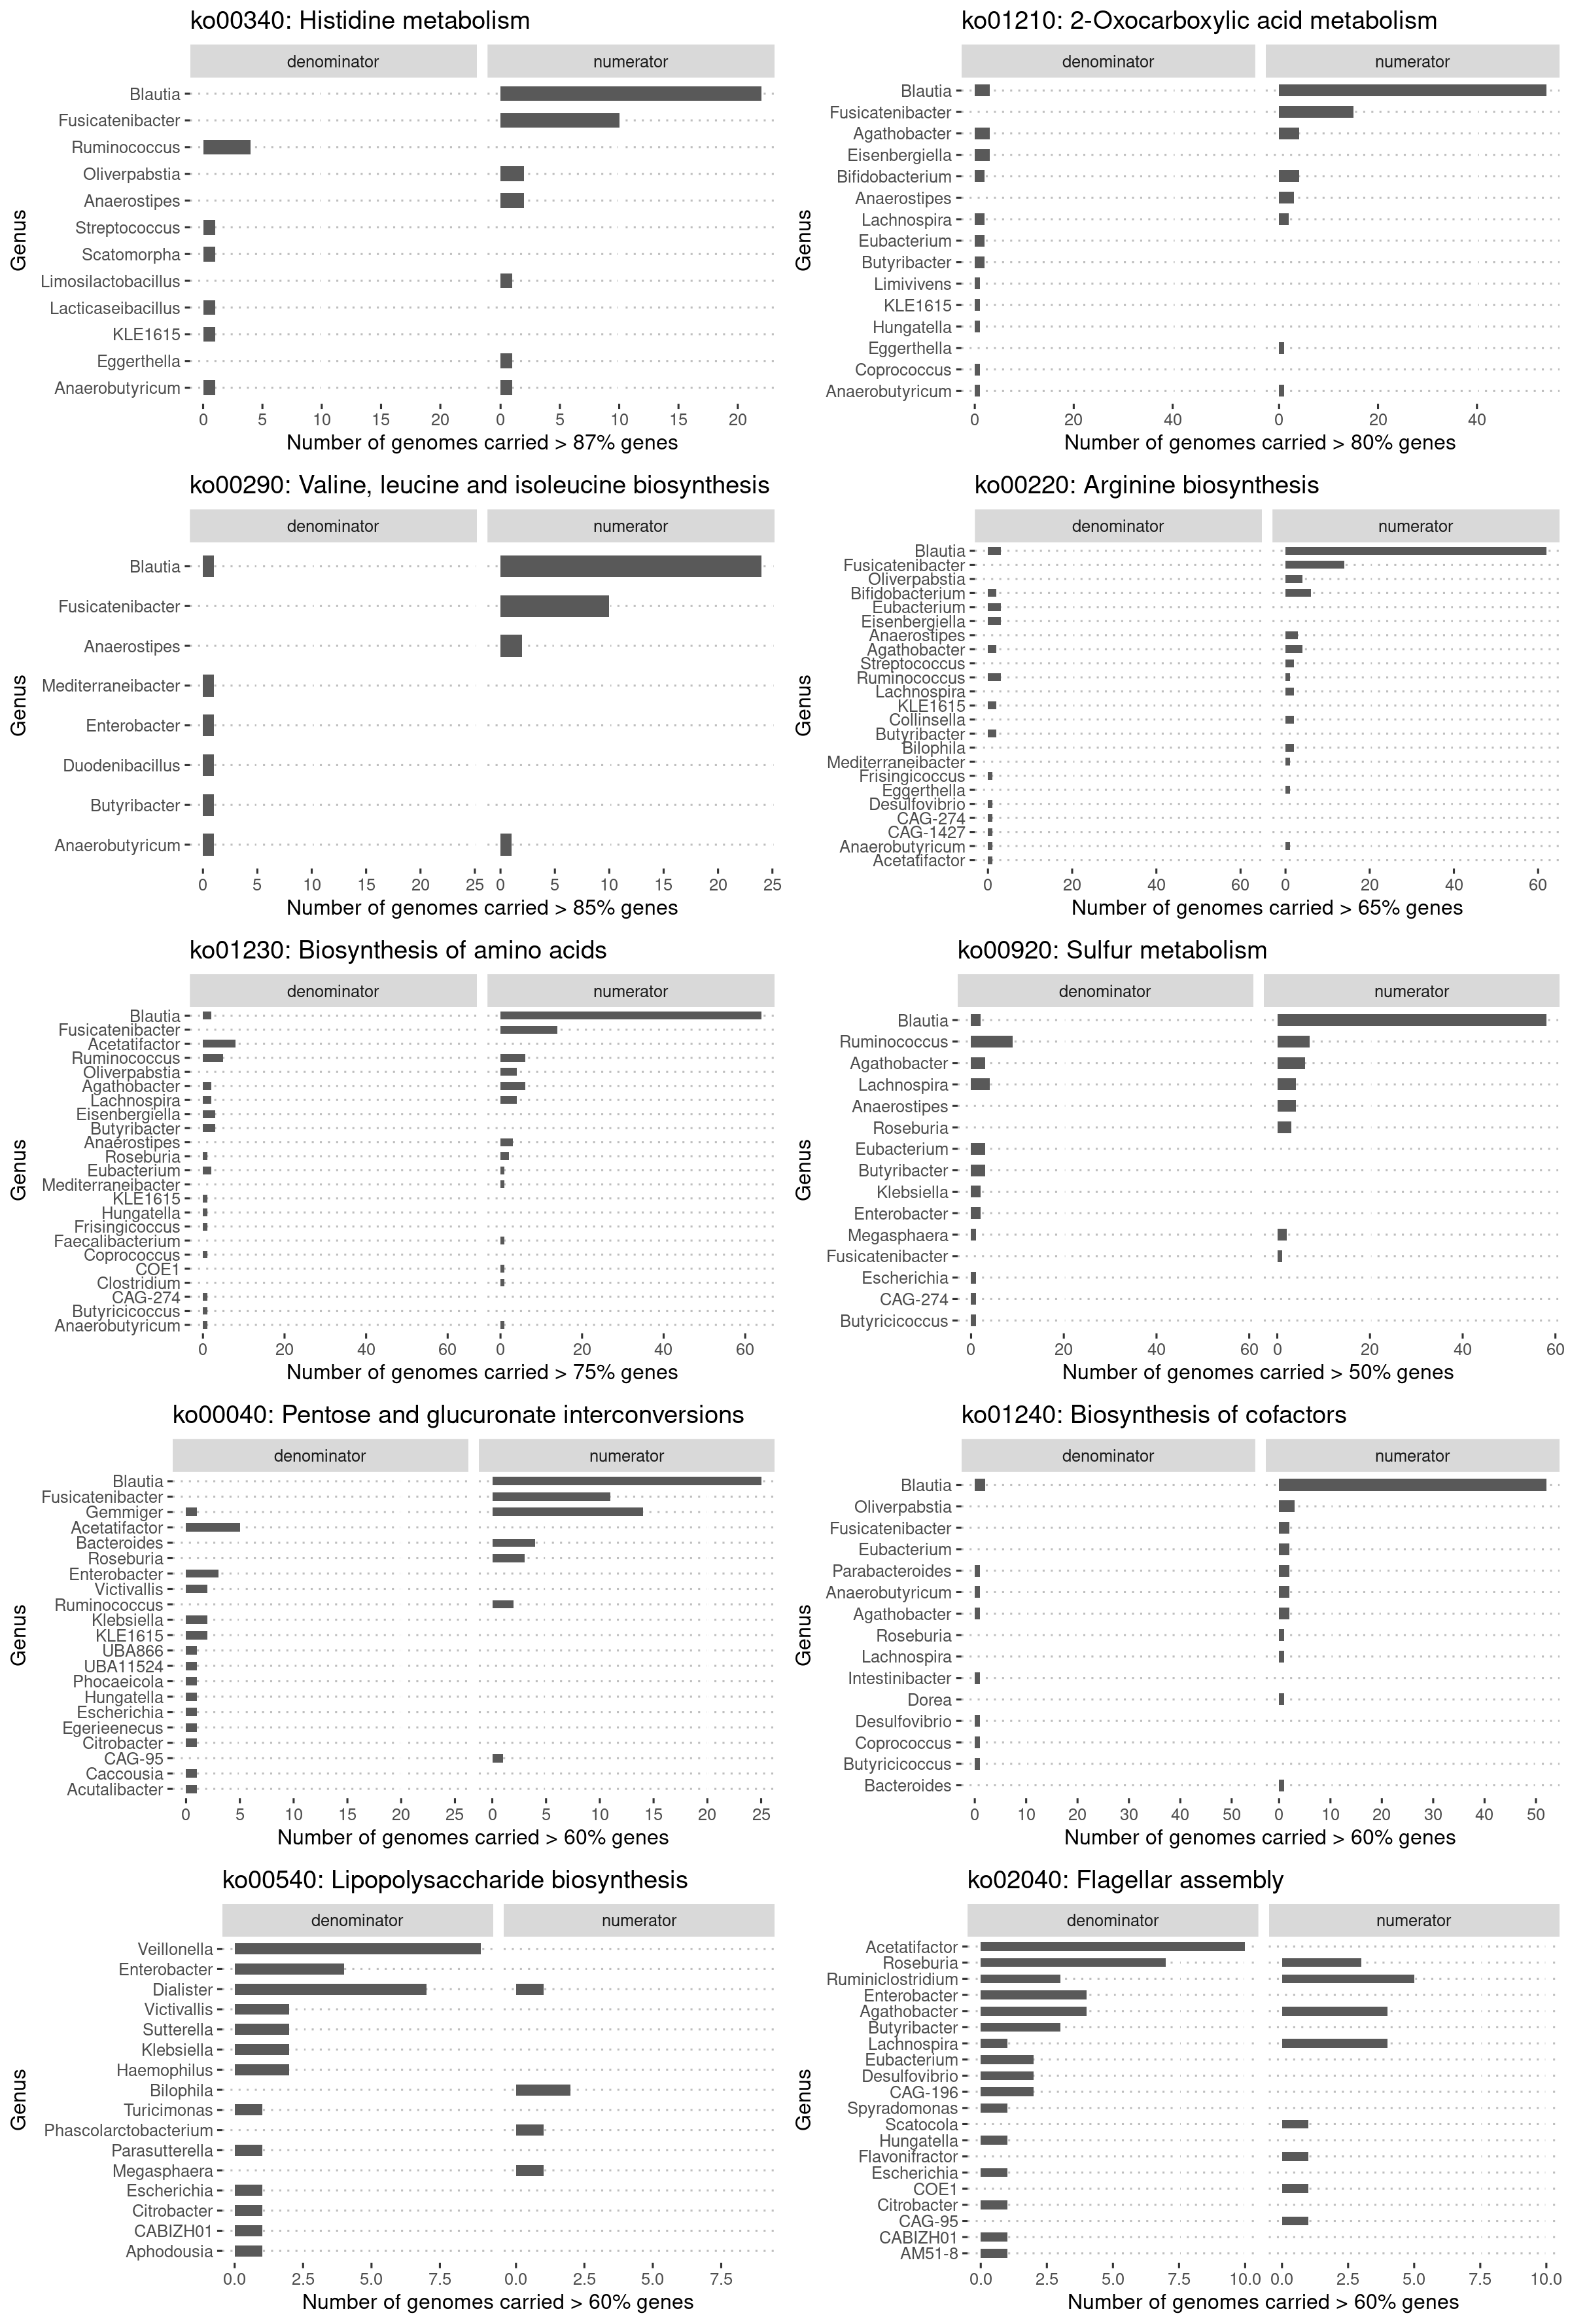 ko00340: Histidine metabolism
denominator numerator
Genus
Blautia
Fusicatenibacter
Ruminococcus
Oliverpabstia
Anaerostipes
Streptococcus
Scatomorpha
Limosilactobacillus
Lacticaseibacillus
KLE1615
Eggerthella
Anaerobutyricum
0 5 10 15 20 0 5 10 15 20
Number of genomes carried > 87% genes
ko01210: 2-Oxocarboxylic acid metabolism
denominator numerator
Genus
Blautia
Fusicatenibacter
Agathobacter
Eisenbergiella
Bifidobacterium
Anaerostipes
Lachnospira
Eubacterium
Butyribacter
Limivivens
KLE1615
Hungatella
Eggerthella
Coprococcus
Anaerobutyricum
0 20 40 0 20 40
Number of genomes carried > 80% genes
ko00290: Valine, leucine and isoleucine biosynthesis
denominator numerator
Genus
Blautia
Fusicatenibacter
Anaerostipes
Mediterraneibacter
Enterobacter
Duodenibacillus
Butyribacter
Anaerobutyricum
0 5 10 15 20 25 0 5 10 15 20 25
Number of genomes carried > 85% genes
ko00220: Arginine biosynthesis
denominator numerator
Genus
Blautia
Fusicatenibacter
Oliverpabstia
Bifidobacterium
Eubacterium
Eisenbergiella
Anaerostipes
Agathobacter
Streptococcus
Ruminococcus
Lachnospira
KLE1615
Collinsella
Butyribacter
Bilophila
Mediterraneibacter
Frisingicoccus
Eggerthella
Desulfovibrio
CAG-274
CAG-1427
Anaerobutyricum
Acetatifactor
0 20 40 60 0 20 40 60
Number of genomes carried > 65% genes
ko01230: Biosynthesis of amino acids
denominator numerator
Genus
Blautia
Fusicatenibacter
Acetatifactor
Ruminococcus
Oliverpabstia
Agathobacter
Lachnospira
Eisenbergiella
Butyribacter
Anaerostipes
Roseburia
Eubacterium
Mediterraneibacter
KLE1615
Hungatella
Frisingicoccus
Faecalibacterium
Coprococcus
COE1
Clostridium
CAG-274
Butyricicoccus
Anaerobutyricum
0 20 40 60 0 20 40 60
Number of genomes carried > 75% genes
ko00920: Sulfur metabolism
denominator numerator
Genus
Blautia
Ruminococcus
Agathobacter
Lachnospira
Anaerostipes
Roseburia
Eubacterium
Butyribacter
Klebsiella
Enterobacter
Megasphaera
Fusicatenibacter
Escherichia
CAG-274
Butyricicoccus
0 20 40 60 0 20 40 60
Number of genomes carried > 50% genes
ko00040: Pentose and glucuronate interconversions
denominator numerator
Genus
Blautia
Fusicatenibacter
Gemmiger
Acetatifactor
Bacteroides
Roseburia
Enterobacter
Victivallis
Ruminococcus
Klebsiella
KLE1615
UBA866
UBA11524
Phocaeicola
Hungatella
Escherichia
Egerieenecus
Citrobacter
CAG-95
Caccousia
Acutalibacter
0 5 10 15 20 25 0 5 10 15 20 25
Number of genomes carried > 60% genes
ko01240: Biosynthesis of cofactors
denominator numerator
Genus
Blautia
Oliverpabstia
Fusicatenibacter
Eubacterium
Parabacteroides
Anaerobutyricum
Agathobacter
Roseburia
Lachnospira
Intestinibacter
Dorea
Desulfovibrio
Coprococcus
Butyricicoccus
Bacteroides
0 10 20 30 40 50 0 10 20 30 40 50
Number of genomes carried > 60% genes
ko00540: Lipopolysaccharide biosynthesis
denominator numerator
Genus
Veillonella
Enterobacter
Dialister
Victivallis
Sutterella
Klebsiella
Haemophilus
Bilophila
Turicimonas
Phascolarctobacterium
Parasutterella
Megasphaera
Escherichia
Citrobacter
CABIZH01
Aphodousia
0.0 2.5 5.0 7.5 0.0 2.5 5.0 7.5
Number of genomes carried > 60% genes
ko02040: Flagellar assembly
denominator numerator
Genus
Acetatifactor
Roseburia
Ruminiclostridium
Enterobacter
Agathobacter
Butyribacter
Lachnospira
Eubacterium
Desulfovibrio
CAG-196
Spyradomonas
Scatocola
Hungatella
Flavonifractor
Escherichia
COE1
Citrobacter
CAG-95
CABIZH01
AM51-8
0.0 2.5 5.0 7.5 10.0 0.0 2.5 5.0 7.5 10.0
Number of genomes carried > 60% genes